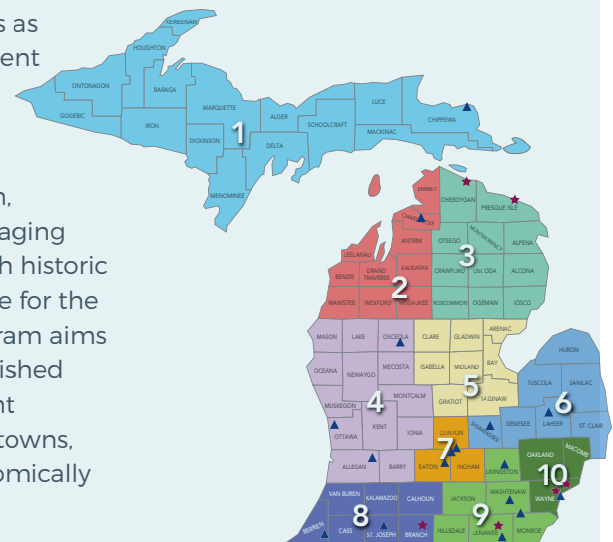 s as
ent
n,
aging
h historic
e for the
ram aims
ished
nt
towns,
omically
KEWEENAW
HOUGHTON
ONTONAGON
BARAGA
GOGEBIC
IRON
MARQUETTE
DICKINSON
1
MENOMINEE
ALGER
DELTA
SCHOOLCRAFT
LUCE
CHIPPEWA
MACKINAC
EMMET
CHEBOYGAN
PRESQUE ISLE
CHARLEVOIX
ANTRIM
OTSEGO
MONTMORENCY
ALPENA
3
LEELANAU
BENZIE
GRAND
TRAVERSE
KALKASKA
CRAWFORD
OSCODA
ALCONA
2
MANISTEE
WEXFORD
MISSAUKEE
ROSCOMMON
OGEMAW
IOSCO
MASON
LAKE
OSCEOLA
CLARE
GLADWIN
ARENAC
HURON
OCEANA
NEWAYGO
MECOSTA
ISABELLA
MIDLAND
BAY
5
TUSCOLA
SANILAC
MUSKEGON
4
MONTCALM
GRATIOT
SAGINAW
6
OTTAWA
KENT
IONIA
CLINTON
SHIAWASSEE
GENESEE
LAPEER
ST. CLAIR
7
ALLEGAN
BARRY
EATON
INGHAM
LIVINGSTON
OAKLAND
MACOMB
10
VAN BUREN
KALAMAZOO
CALHOUN
JACKSON
WASHTENAW
WAYNE
8
9
BERRIEN
CASS
ST. JOSEPH
BRANCH
HILLSDALE
LENAWEE
MONROE